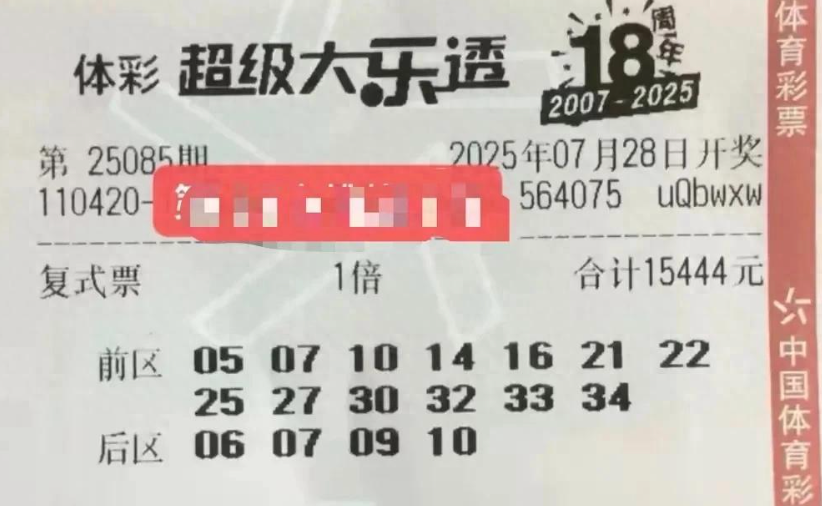 体彩 超级大乐透 18周年
2007-2025
第 25085期 2025年07月28日开奖
110420- 564075 uQbwxw
复式票 1倍 合计15444元
前区 05 07 10 14 16 21 22
25 27 30 32 33 34
后区 06 07 09 10
体育彩票
中国体育彩